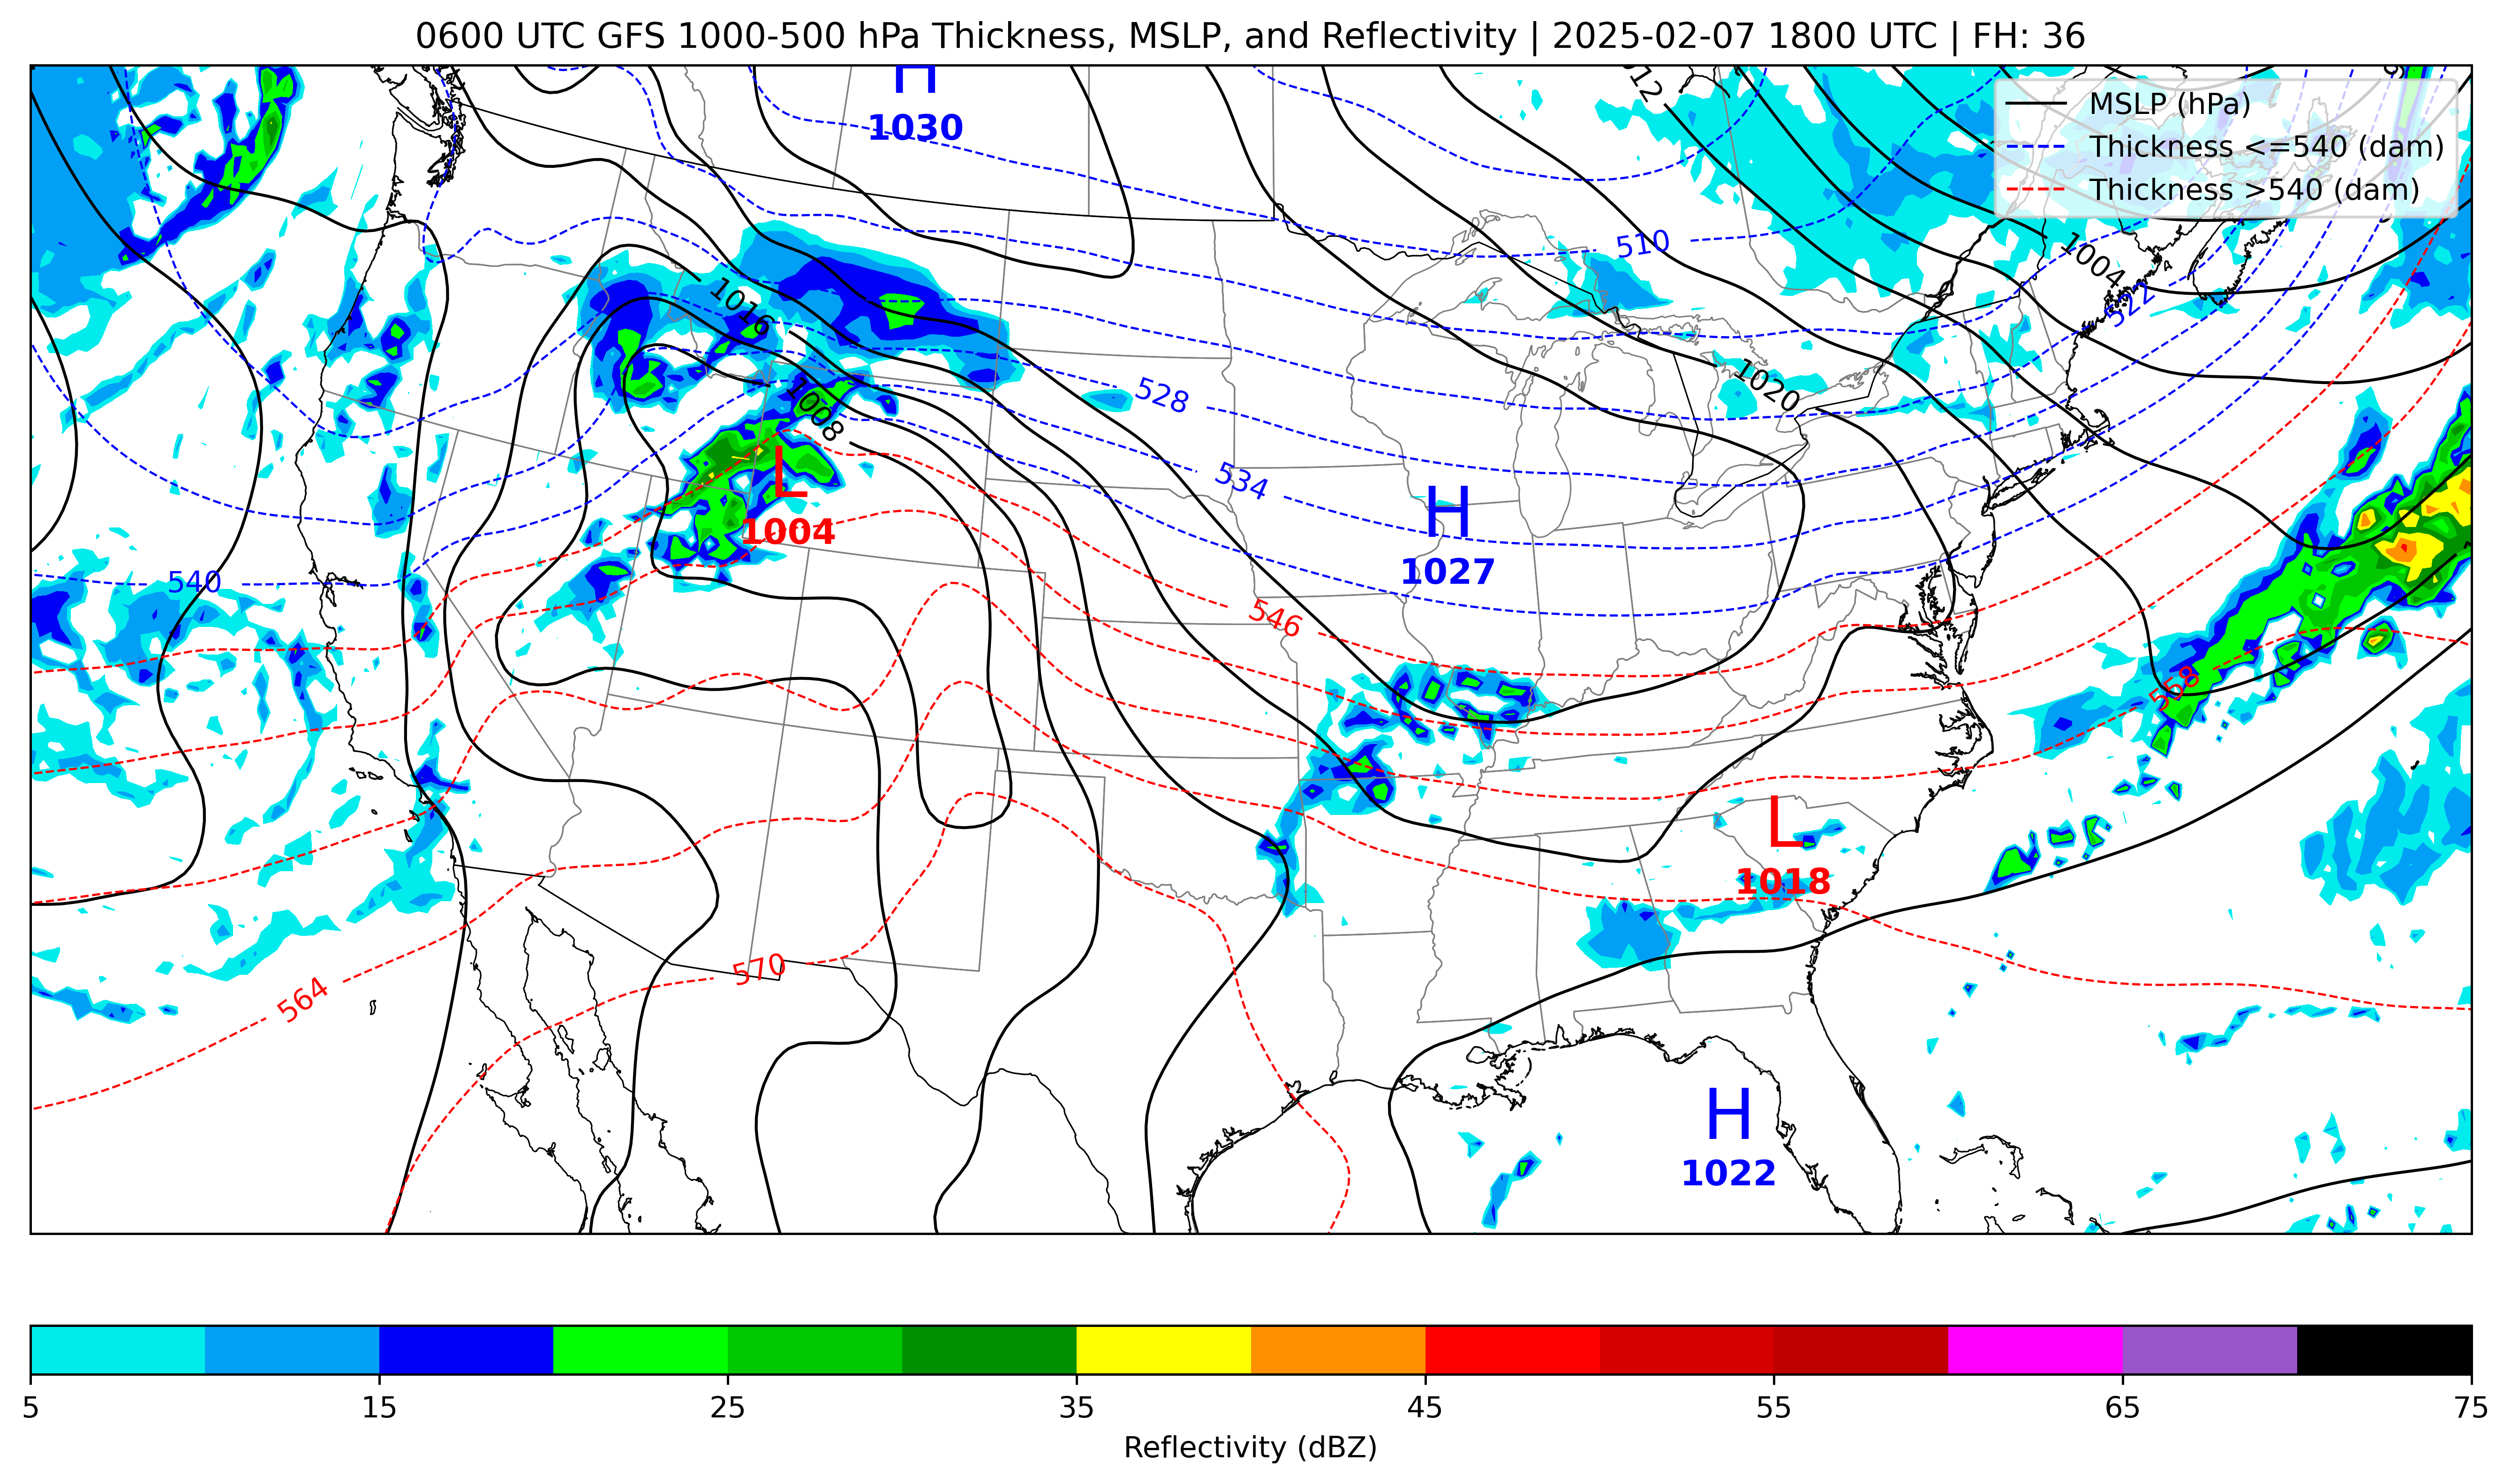 0600 UTC GFS 1000-500 hPa Thickness, MSLP, and Reflectivity | 2025-02-07 1800 UTC | FH: 36
MSLP (hPa)
Thickness <=540 (dam)
Thickness >540 (dam)
H
1030
1012
510
1004
522
1016
528
1020
1008
534
L
1004
H
1027
540
546
558
L
1018
570
564
H
1022
5
15
25
35
45
55
65
75
Reflectivity (dBZ)